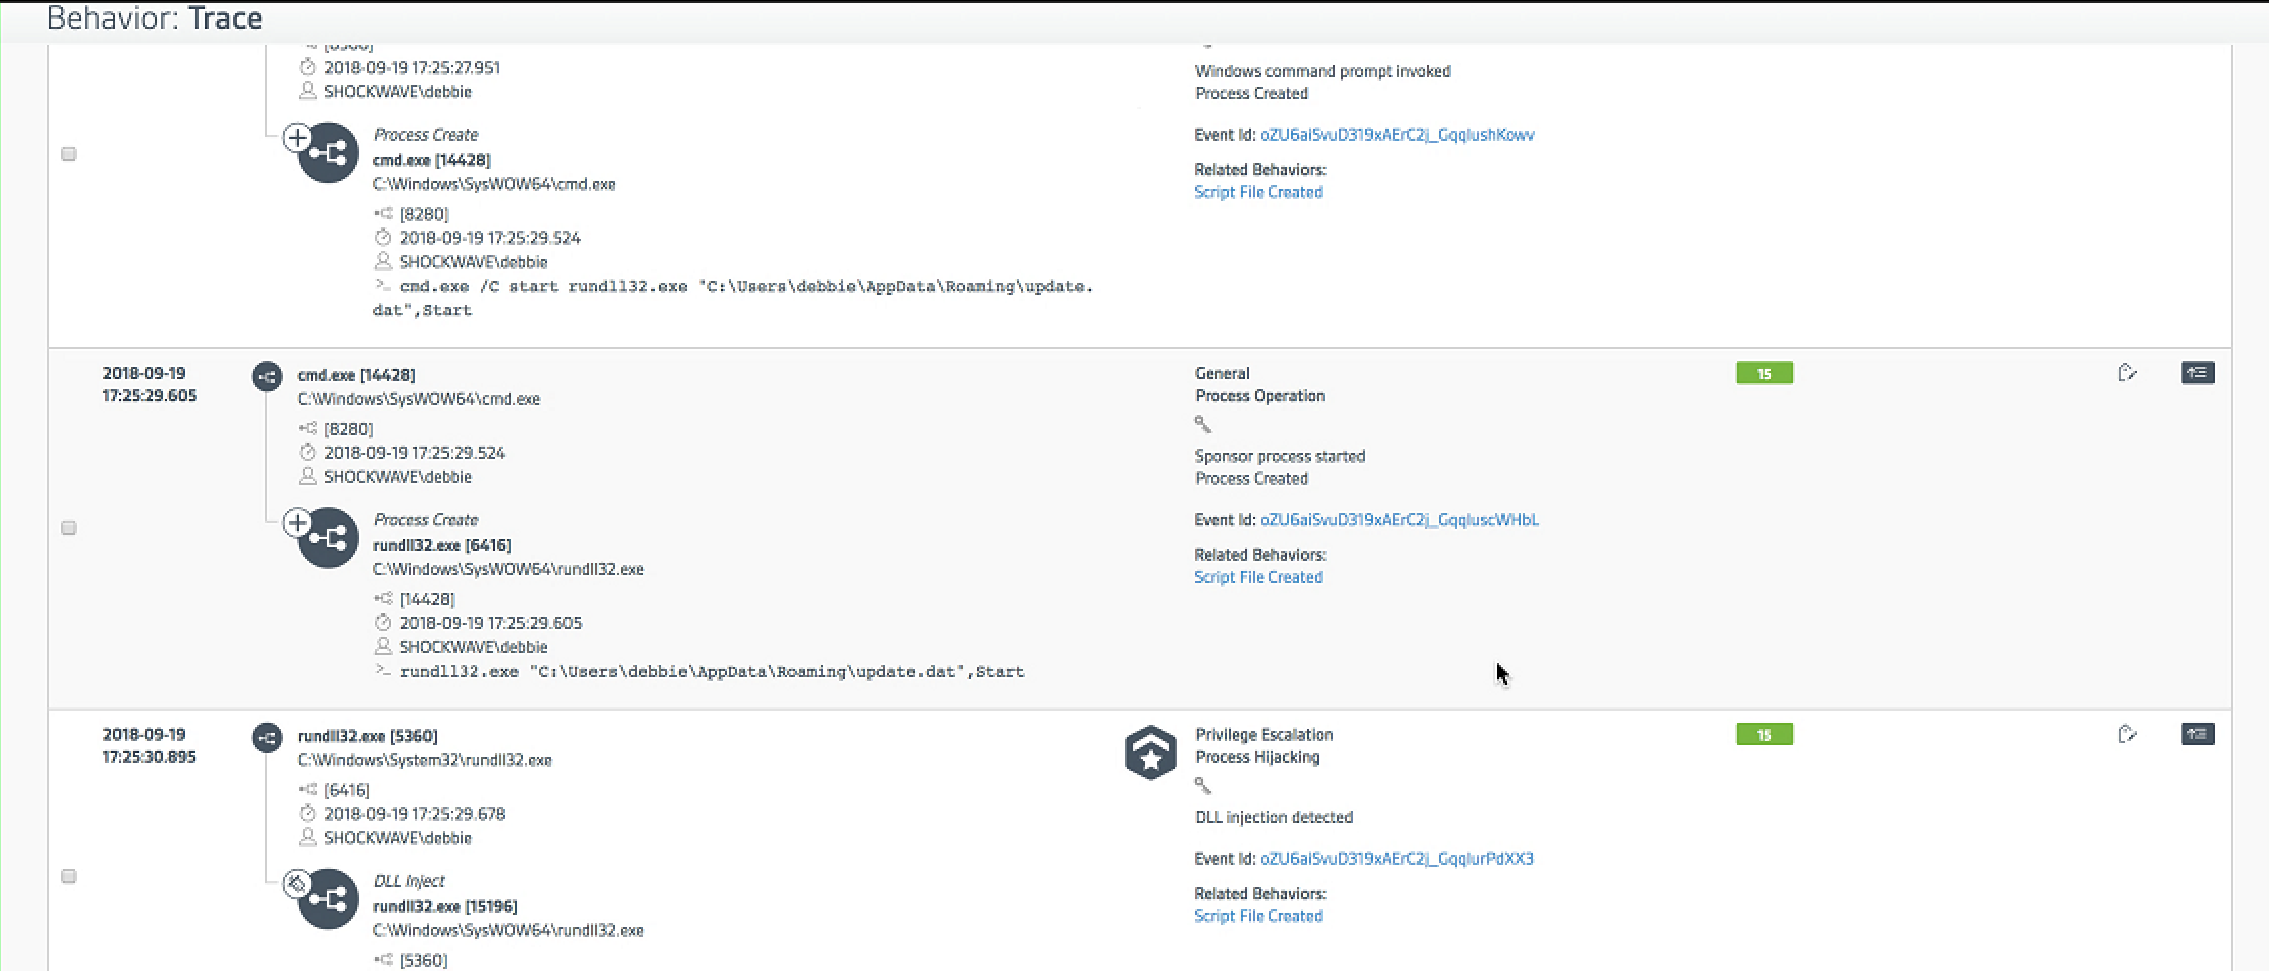 Behavior: Trace
2018-09-19 17:25:27.951
SHOCKWAVE\debbie
Windows command prompt invoked
Process Created
Process Create
cmd.exe [14428]
C:\Windows\SysWOW64\cmd.exe
[8280]
2018-09-19 17:25:29.524
SHOCKWAVE\debbie
>_ cmd.exe /C start rundll32.exe "C:\Users\debbie\AppData\Roaming\update.
dat",Start
Event Id: oZU6ai5vuD319xAErC2j_GqqlushKowv
Related Behaviors:
Script File Created
2018-09-19
17:25:29.605
cmd.exe [14428]
C:\Windows\SysWOW64\cmd.exe
[8280]
2018-09-19 17:25:29.524
SHOCKWAVE\debbie
General
Process Operation
15
Sponsor process started
Process Created
Process Create
rundll32.exe [6416]
C:\Windows\SysWOW64\rundll32.exe
[14428]
2018-09-19 17:25:29.605
SHOCKWAVE\debbie
>_ rundll32.exe "C:\Users\debbie\AppData\Roaming\update.dat",Start
Event Id: oZU6ai5vuD319xAErC2j_GqqluscWHbL
Related Behaviors:
Script File Created
2018-09-19
17:25:30.895
rundll32.exe [5360]
C:\Windows\System32\rundll32.exe
[6416]
2018-09-19 17:25:29.678
SHOCKWAVE\debbie
Privilege Escalation
Process Hijacking
15
DLL injection detected
DLL Inject
rundll32.exe [15196]
C:\Windows\SysWOW64\rundll32.exe
[5360]
Event Id: oZU6ai5vuD319xAErC2j_GqqlurPdXX3
Related Behaviors:
Script File Created